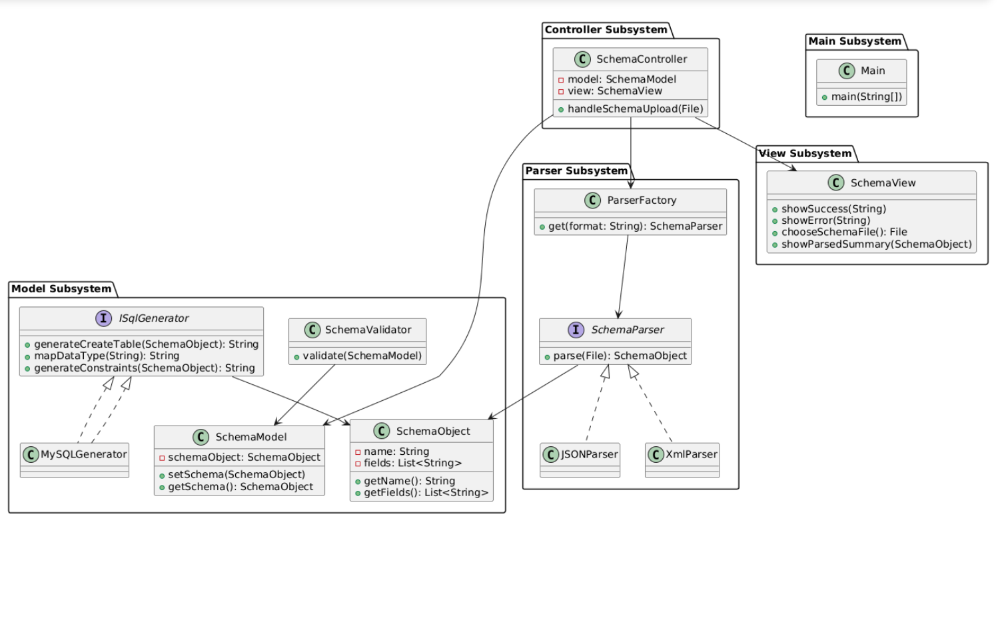 Controller Subsystem
C SchemaController
model: SchemaModel
view: SchemaView
handleSchemaUpload(File)
Main Subsystem
C Main
main(String[])
View Subsystem
C SchemaView
showSuccess(String)
showError(String)
chooseSchemaFile(): File
showParsedSummary(SchemaObject)
Parser Subsystem
C ParserFactory
get(format: String): SchemaParser
I SchemaParser
parse(File): SchemaObject
C JSONParser
C XmlParser
Model Subsystem
I ISqlGenerator
generateCreateTable(SchemaObject): String
mapDataType(String): String
generateConstraints(SchemaObject): String
C SchemaValidator
validate(SchemaModel)
C MySQLGenerator
C SchemaModel
schemaObject: SchemaObject
setSchema(SchemaObject)
getSchema(): SchemaObject
C SchemaObject
name: String
fields: List<String>
getName(): String
getFields(): List<String>